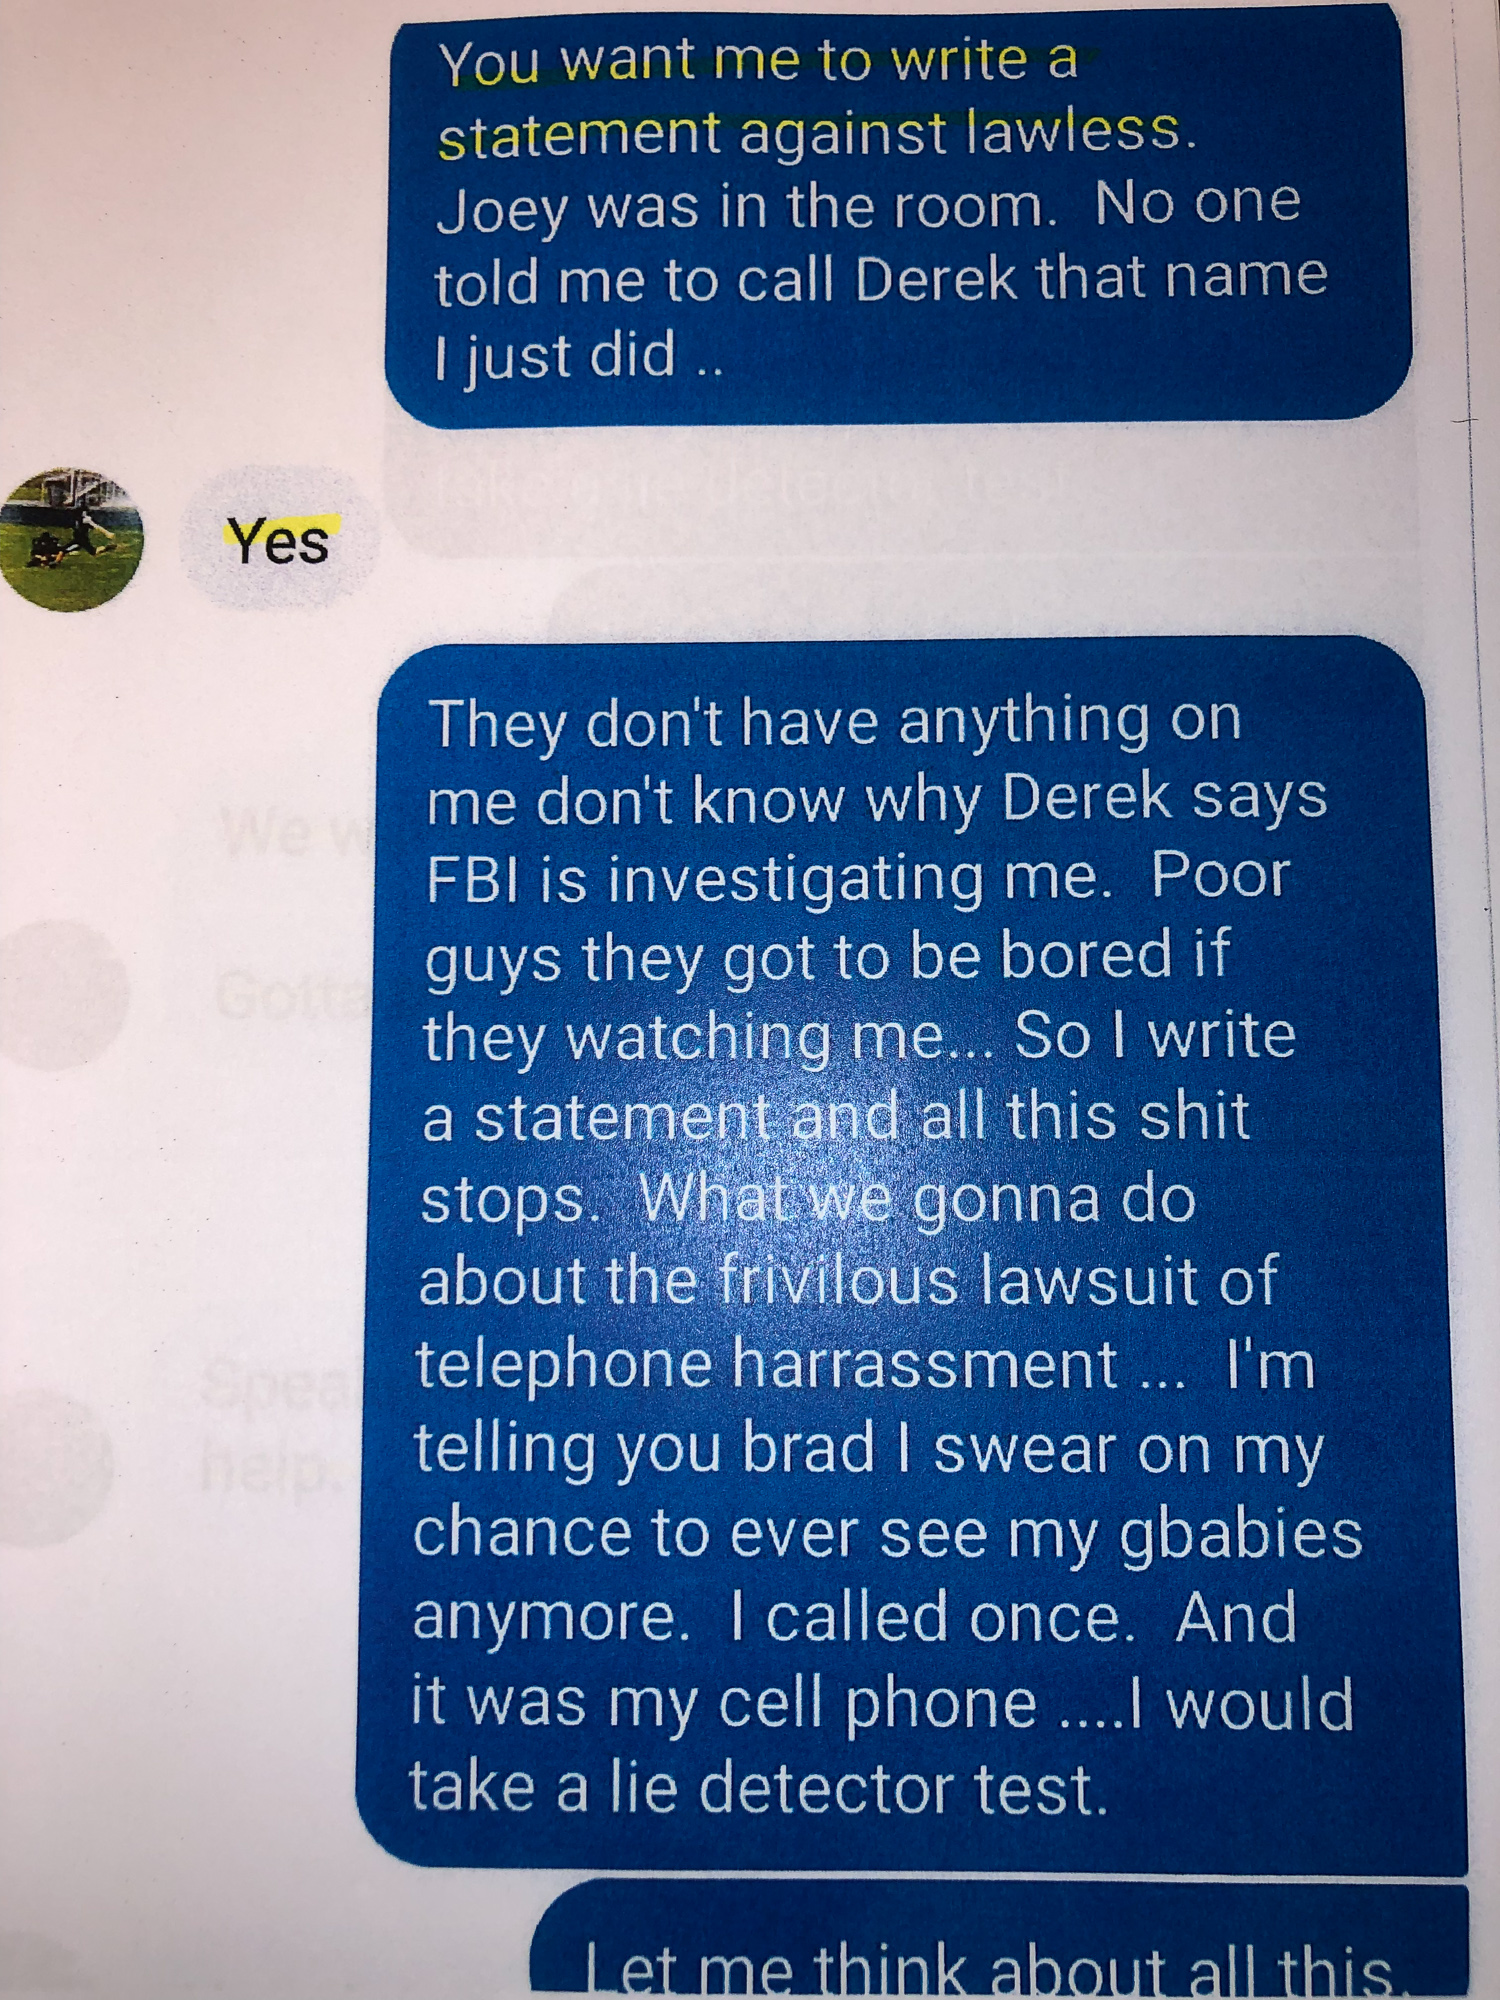 You want me to write a
statement against lawless.
Joey was in the room.  No one
told me to call Derek that name
I just did ..
Yes
They don't have anything on
me don't know why Derek says
FBI is investigating me.  Poor
guys they got to be bored if
they watching me... So I write
a statement and all this shit
stops.  What we gonna do
about the frivilous lawsuit of
telephone harrassment ...  I'm
telling you brad I swear on my
chance to ever see my gbabies
anymore.  I called once.  And
it was my cell phone ....I would
take a lie detector test.
Let me think about all this.
We w
Gotta
Speal
help.